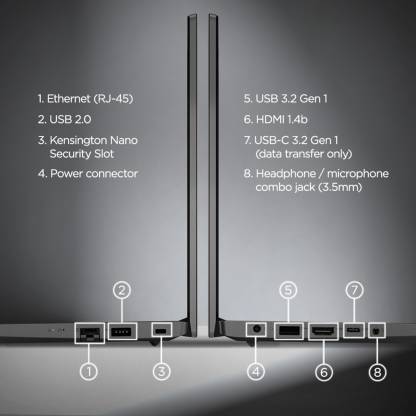 1. Ethernet (RJ-45)
2. USB 2.0
3. Kensington Nano
Security Slot
4. Power connector
5. USB 3.2 Gen 1
6. HDMI 1.4b
7. USB-C 3.2 Gen 1
(data transfer only)
8. Headphone / microphone
combo jack (3.5mm)
2
5
7
1
3
4
6
8